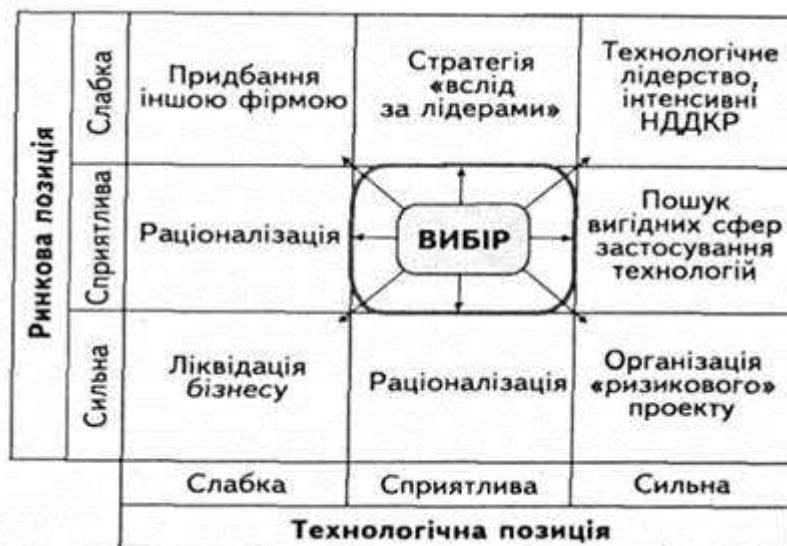 Ринкова позиція
Слабка
Придбання
іншою фірмою
Стратегія
«вслід
за лідерами»
Технологічне
лідерство,
інтенсивні
НДДКР
Сприятлива
Раціоналізація
ВИБІР
Пошук
вигідних сфер
застосування
технологій
Сильна
Ліквідація
бізнесу
Раціоналізація
Організація
«ризикового»
проекту
Слабка
Сприятлива
Сильна
Технологічна позиція